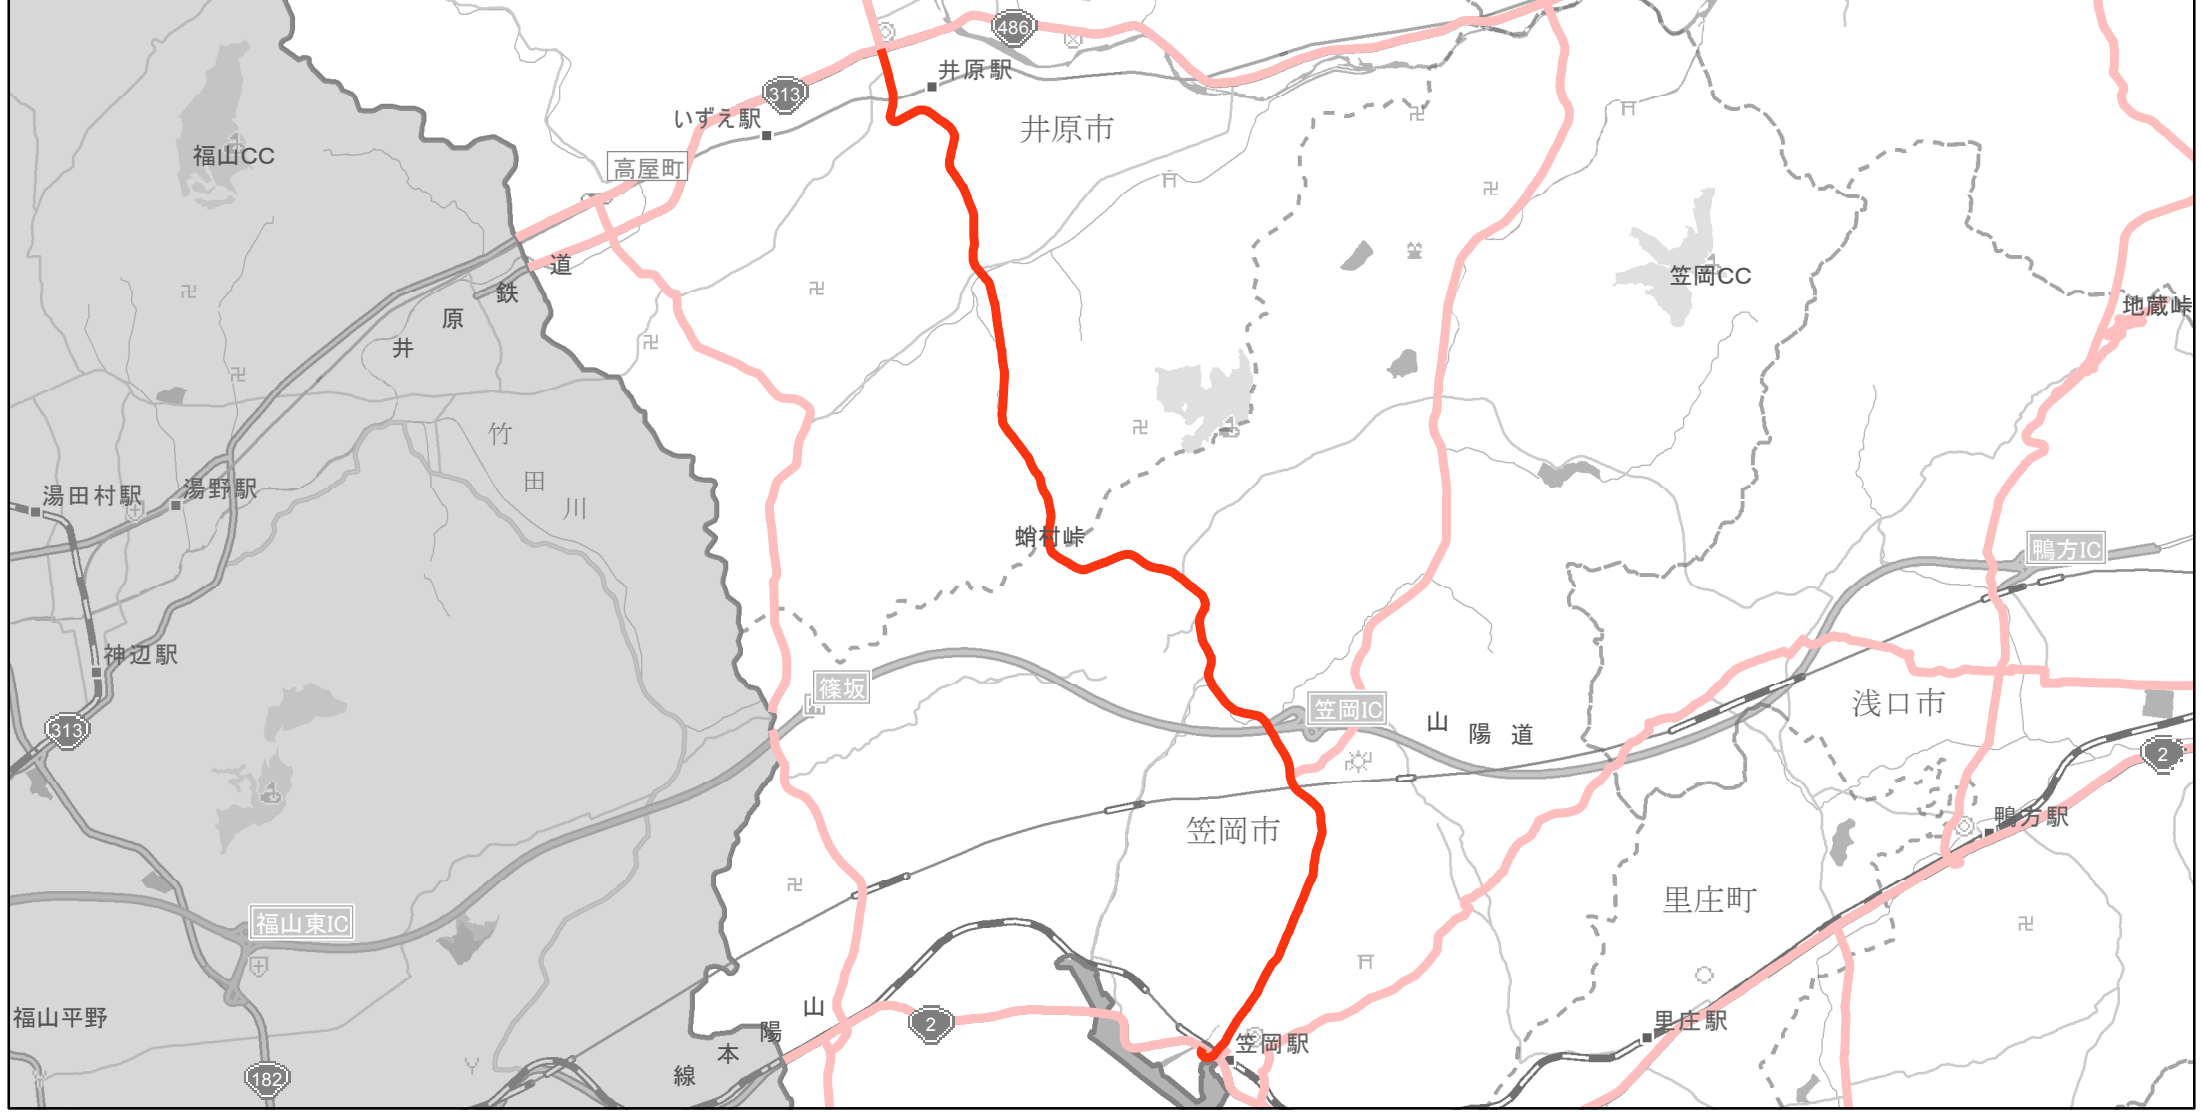 486
井原駅
313
いずえ駅
井原市
福山CC
高屋町
笠岡CC
井原鉄道
地蔵峠
竹田川
湯田村駅
湯野駅
蛸村峠
鴨方IC
神辺駅
篠坂
笠岡IC
浅口市
313
山陽道
2
鴨方駅
笠岡市
里庄町
福山東IC
福山平野
2
里庄駅
笠岡駅
山陽本線
182